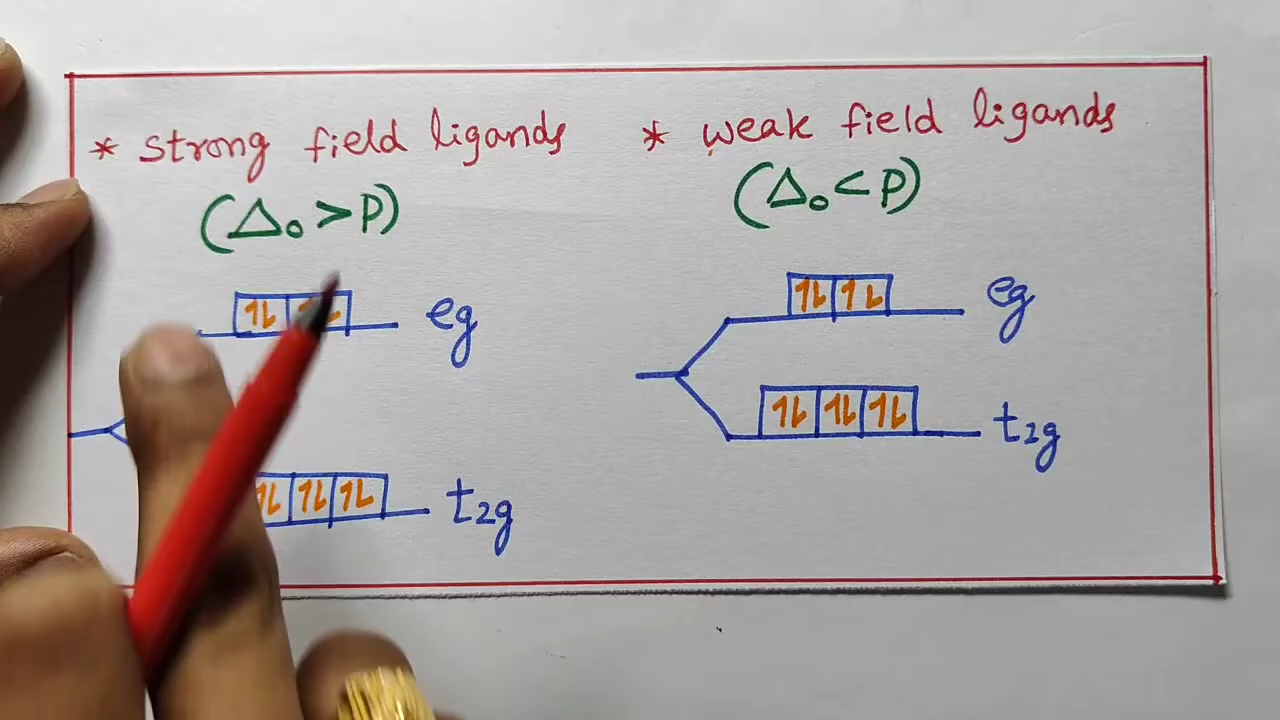 * strong field ligands
(Δ₀ > P)
eg
t₂g
* weak field ligands
(Δ₀ < P)
eg
t₂g